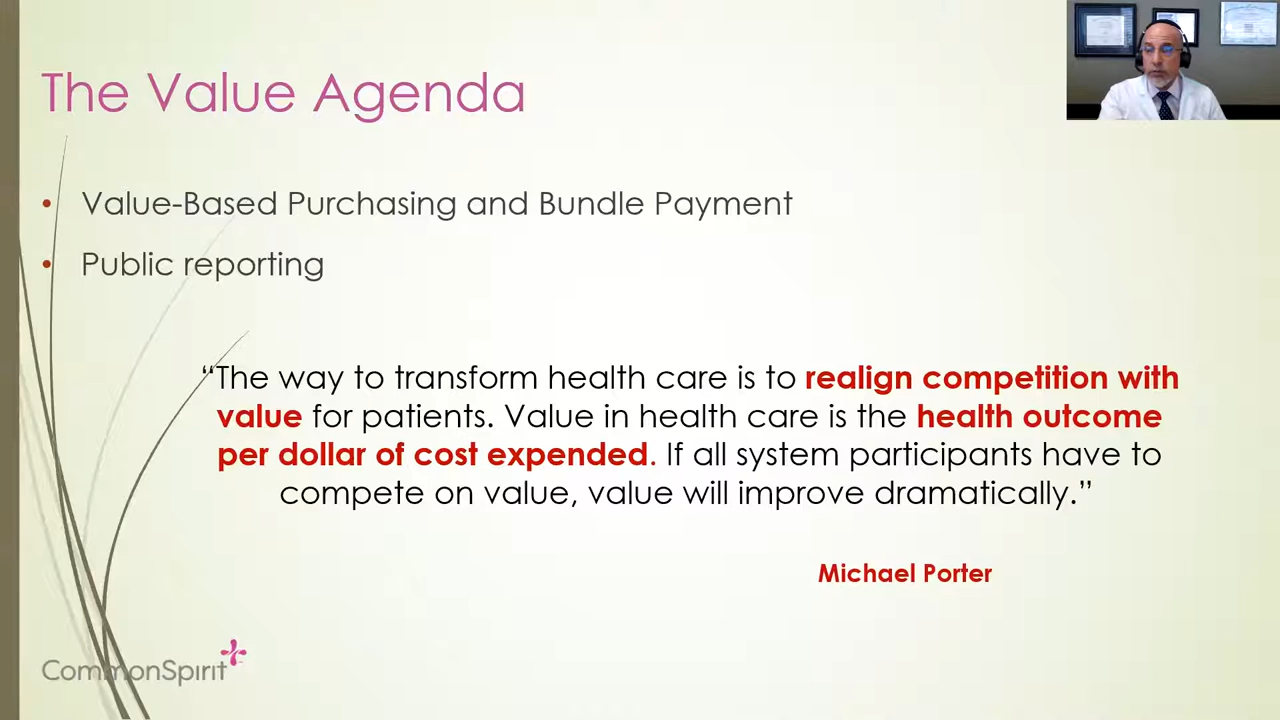 The Value Agenda
• Value-Based Purchasing and Bundle Payment
• Public reporting
“The way to transform health care is to realign competition with
value for patients. Value in health care is the health outcome
per dollar of cost expended. If all system participants have to
compete on value, value will improve dramatically.”
Michael Porter
CommonSpirit